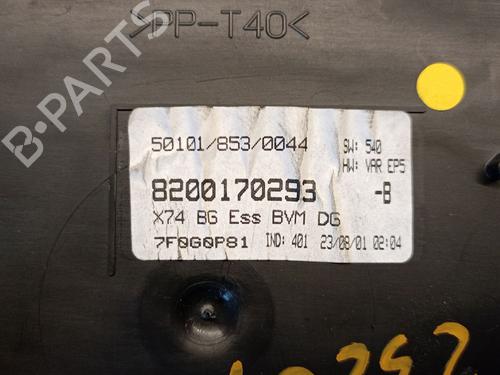 >PP-T40<
50101/853/0044 SW: 540
HW: VAR EPS
8200170293 -B
X74 BG Ess BVM DG
7F0G0P81 IND: 401 23/08/01 02:04
B-PARTS